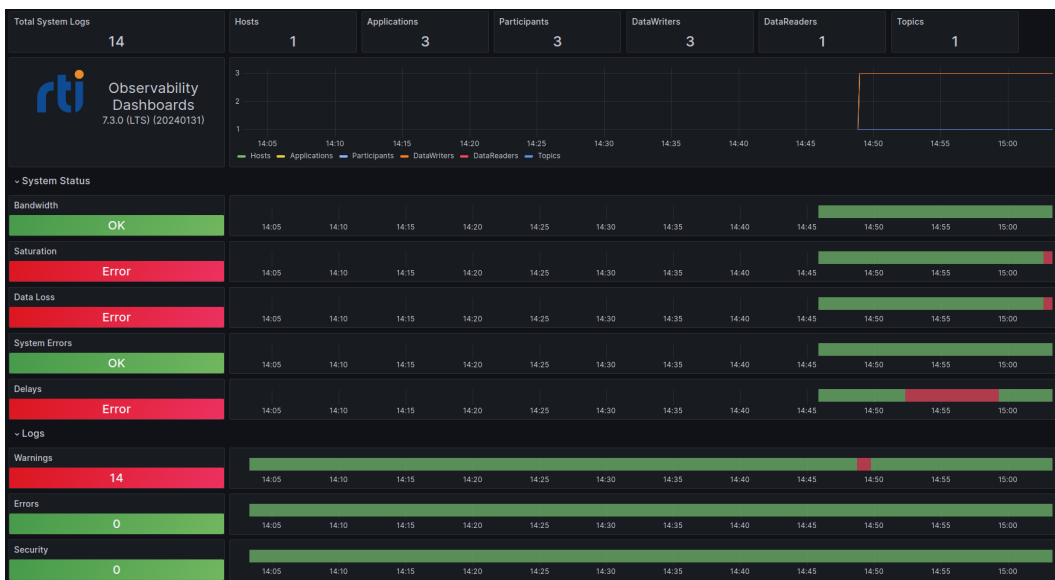 Total System Logs
14
Hosts
1
Applications
3
Participants
3
DataWriters
3
DataReaders
1
Topics
1
rti
Observability
Dashboards
7.3.0 (LTS) (20240131)
3
2
1
14:05 14:10 14:15 14:20 14:25 14:30 14:35 14:40 14:45 14:50 14:55 15:00
Hosts Applications Participants DataWriters DataReaders Topics
System Status
Bandwidth
OK
14:05 14:10 14:15 14:20 14:25 14:30 14:35 14:40 14:45 14:50 14:55 15:00
Saturation
Error
14:05 14:10 14:15 14:20 14:25 14:30 14:35 14:40 14:45 14:50 14:55 15:00
Data Loss
Error
14:05 14:10 14:15 14:20 14:25 14:30 14:35 14:40 14:45 14:50 14:55 15:00
System Errors
OK
14:05 14:10 14:15 14:20 14:25 14:30 14:35 14:40 14:45 14:50 14:55 15:00
Delays
Error
14:05 14:10 14:15 14:20 14:25 14:30 14:35 14:40 14:45 14:50 14:55 15:00
Logs
Warnings
14
14:05 14:10 14:15 14:20 14:25 14:30 14:35 14:40 14:45 14:50 14:55 15:00
Errors
0
14:05 14:10 14:15 14:20 14:25 14:30 14:35 14:40 14:45 14:50 14:55 15:00
Security
0
14:05 14:10 14:15 14:20 14:25 14:30 14:35 14:40 14:45 14:50 14:55 15:00